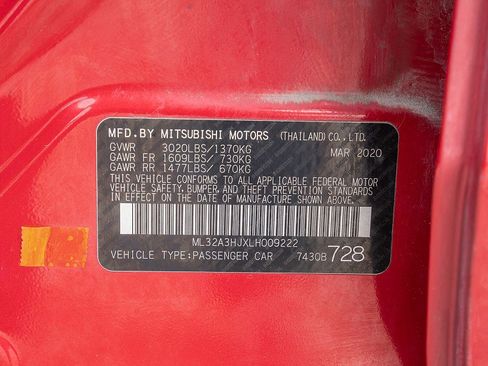 MFD.BY MITSUBISHI MOTORS (THAILAND) CO.,LTD.
GVWR 3020LBS/1370KG MAR 2020
GAWR FR 1609LBS/ 730KG
GAWR RR 1477LBS/ 670KG
THIS VEHICLE CONFORMS TO ALL APPLICABLE FEDERAL MOTOR
VEHICLE SAFETY, BUMPER, AND THEFT PREVENTION STANDARDS
IN EFFECT ON THE DATE OF MANUFACTURE SHOWN ABOVE.
ML32A3HJXLH009222
VEHICLE TYPE:PASSENGER CAR 7430B 728